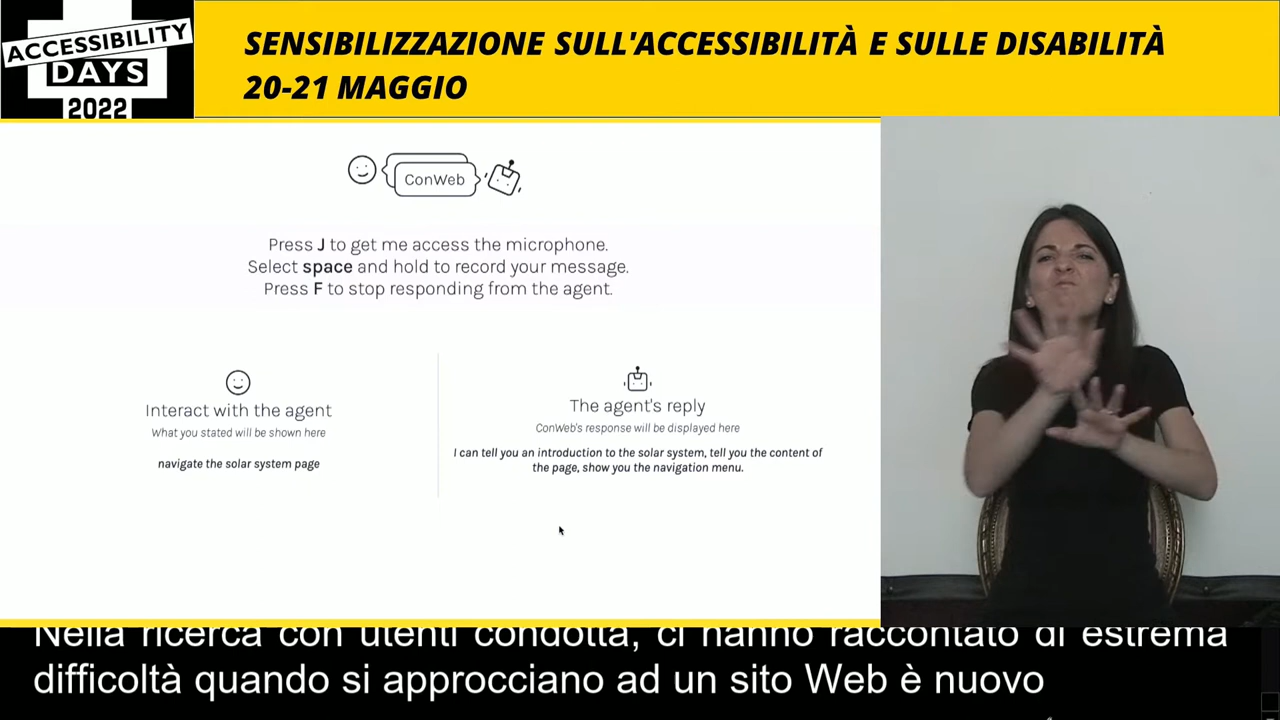 ACCESSIBILITY
DAYS
2022
SENSIBILIZZAZIONE SULL'ACCESSIBILITÀ E SULLE DISABILITÀ
20-21 MAGGIO
ConWeb
Press J to get me access the microphone.
Select space and hold to record your message.
Press F to stop responding from the agent.
Interact with the agent
What you stated will be shown here
navigate the solar system page
The agent's reply
ConWeb's response will be displayed here
I can tell you an introduction to the solar system, tell you the content of
the page, show you the navigation menu.
Nella ricerca con utenti condotta, ci hanno raccontato di estrema
difficoltà quando si approcciano ad un sito Web è nuovo